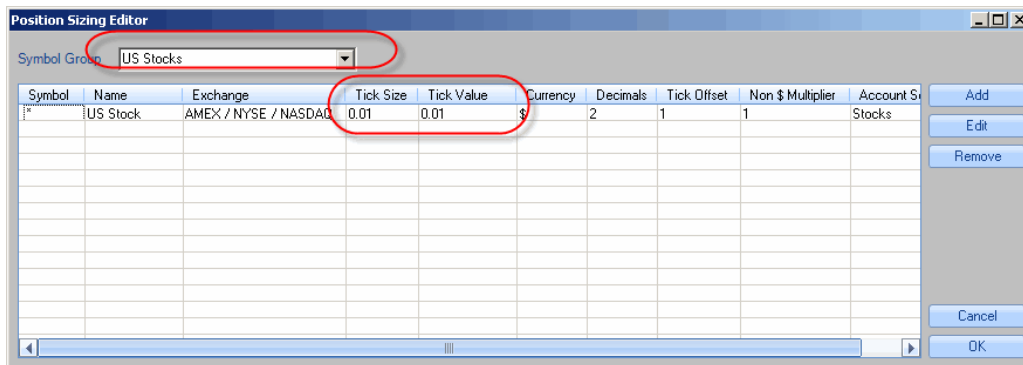 Position Sizing Editor
Symbol Group US Stocks
Symbol Name Exchange Tick Size Tick Value Currency Decimals Tick Offset Non $ Multiplier Account S
* US Stock AMEX / NYSE / NASDAQ 0.01 0.01 $ 2 1 1 Stocks
Add
Edit
Remove
Cancel
OK